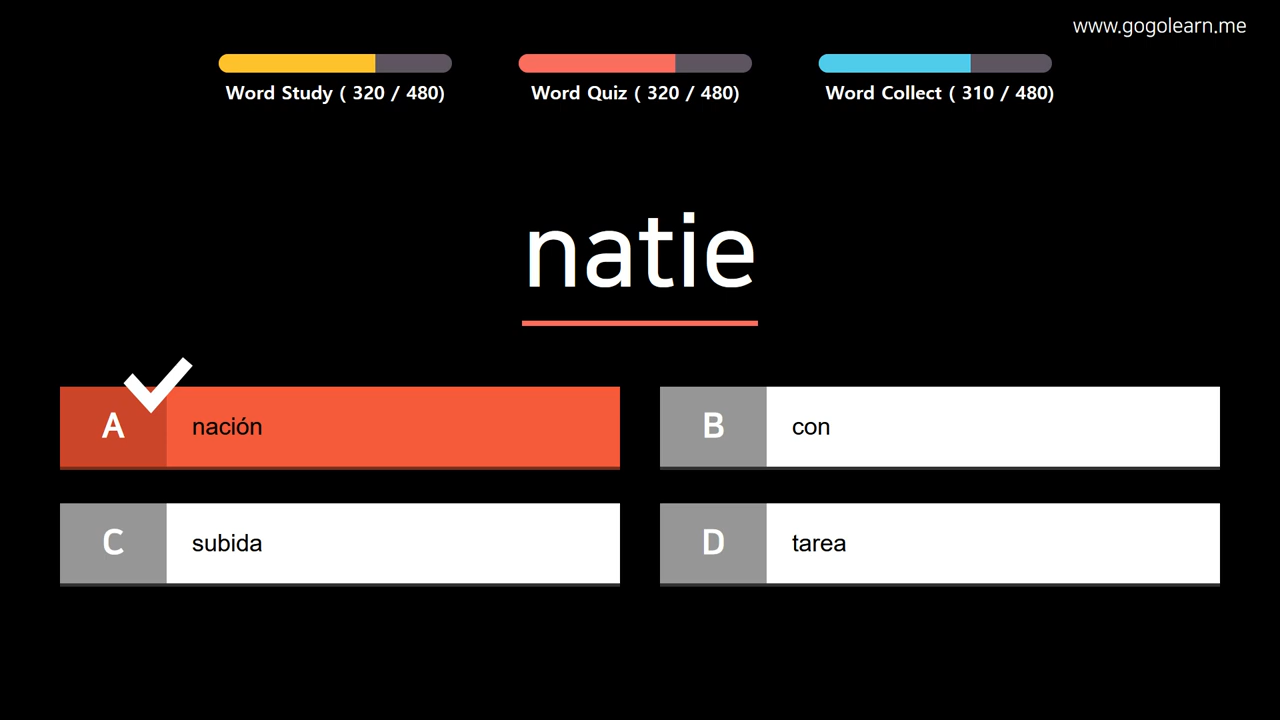 www.gogolearn.me
Word Study ( 320 / 480)
Word Quiz ( 320 / 480)
Word Collect ( 310 / 480)
natie
A nación
B con
C subida
D tarea